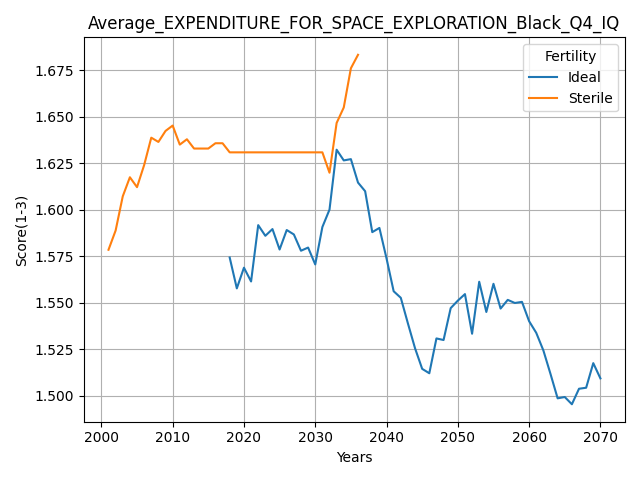 Average_EXPENDITURE_FOR_SPACE_EXPLORATION_Black_Q4_IQ
Fertility
Ideal
Sterile
Score(1-3)
1.675
1.650
1.625
1.600
1.575
1.550
1.525
1.500
2000 2010 2020 2030 2040 2050 2060 2070
Years